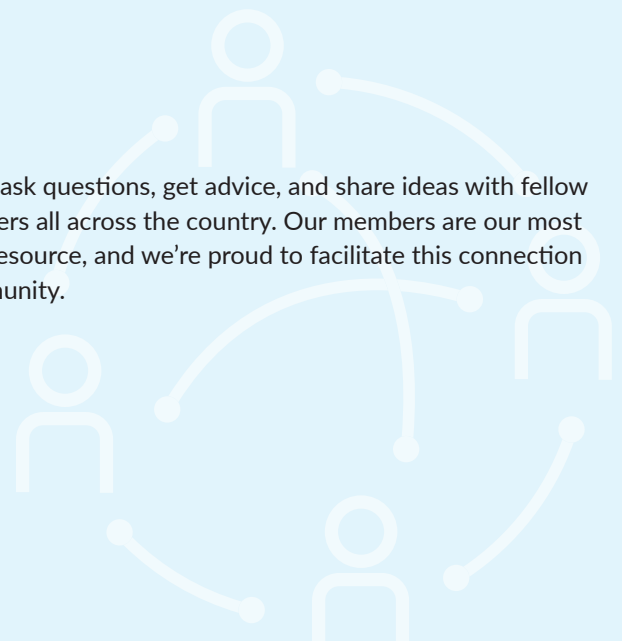 ask questions, get advice, and share ideas with fellow
ers all across the country. Our members are our most
esource, and we’re proud to facilitate this connection
unity.